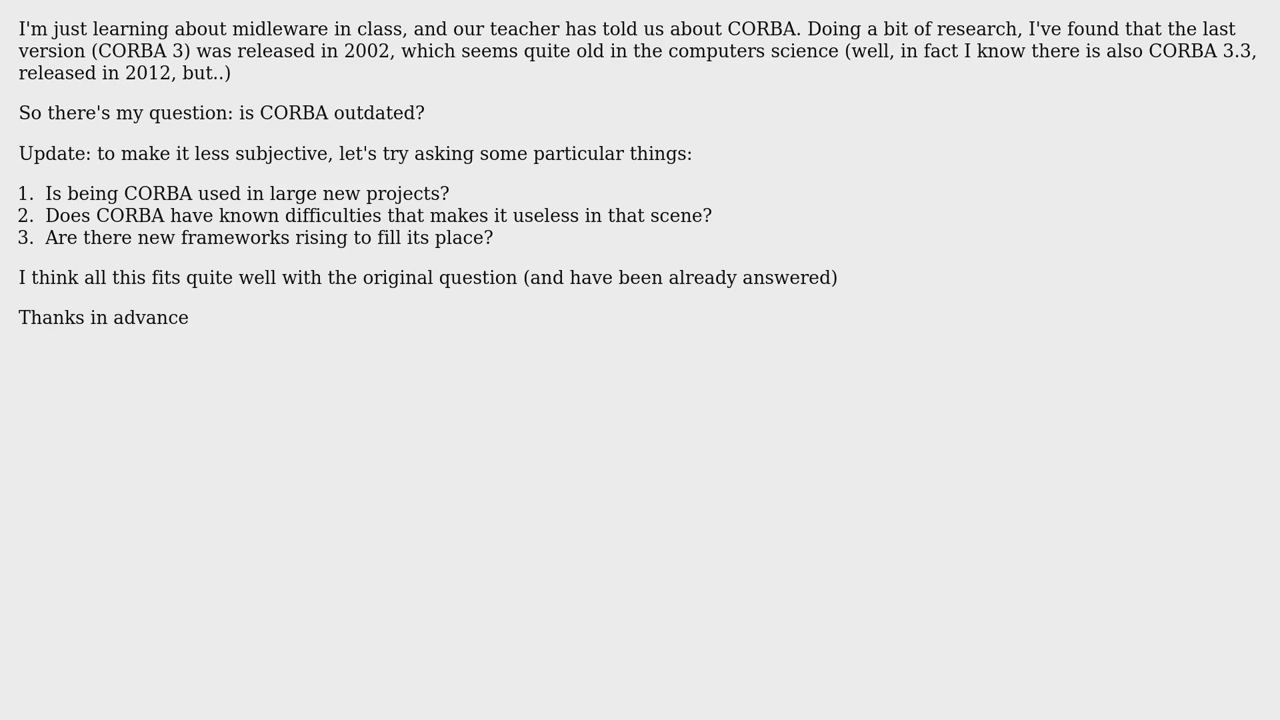 I'm just learning about midleware in class, and our teacher has told us about CORBA. Doing a bit of research, I've found that the last
version (CORBA 3) was released in 2002, which seems quite old in the computers science (well, in fact I know there is also CORBA 3.3,
released in 2012, but..)
So there's my question: is CORBA outdated?
Update: to make it less subjective, let's try asking some particular things:
1. Is being CORBA used in large new projects?
2. Does CORBA have known difficulties that makes it useless in that scene?
3. Are there new frameworks rising to fill its place?
I think all this fits quite well with the original question (and have been already answered)
Thanks in advance